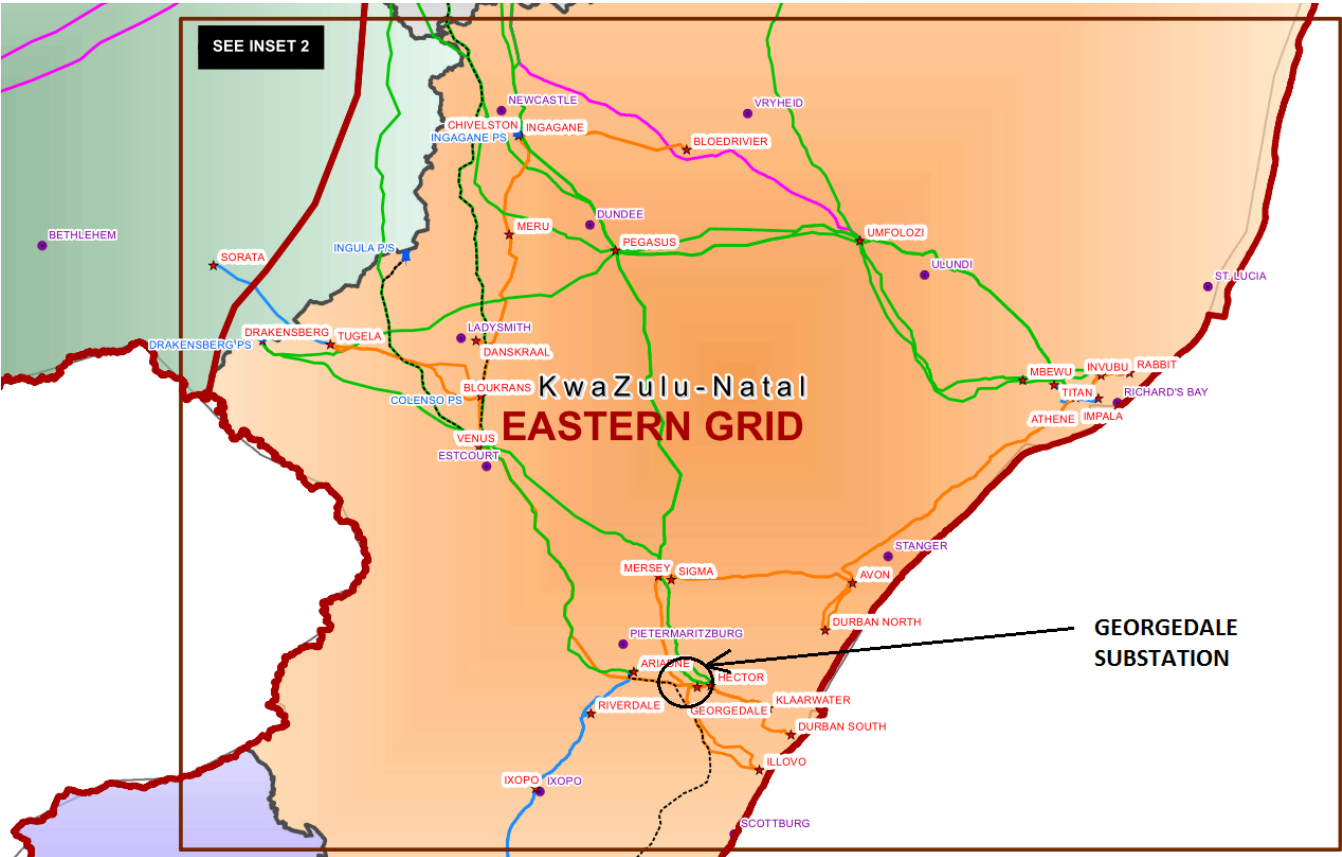 SEE INSET 2
NEWCASTLE
VRYHEID
CHIVELSTON
INGAGANE
INGAGANE PS
BLOEDRIVIER
DUNDEE
MERU
BETHLEHEM
PEGASUS
UMFOLOZI
INGULA P/S
SORATA
ULUNDI
ST. LUCIA
DRAKENSBERG
TUGELA
LADYSMITH
DRAKENSBERG PS
DANSKRAAL
MBEWU
INVUBU
RABBIT
BLOUKRANS
KwaZulu-Natal
TITAN
RICHARD'S BAY
COLENSO PS
EASTERN GRID
ATHENE
IMPALA
VENUS
ESTCOURT
STANGER
MERSEY
SIGMA
AVON
DURBAN NORTH
GEORGEDALE
SUBSTATION
PIETERMARITZBURG
ARIADNE
HECTOR
KLAARWATER
RIVERDALE
GEORGEDALE
DURBAN SOUTH
ILLOVO
IXOPO
IXOPO
SCOTTBURG